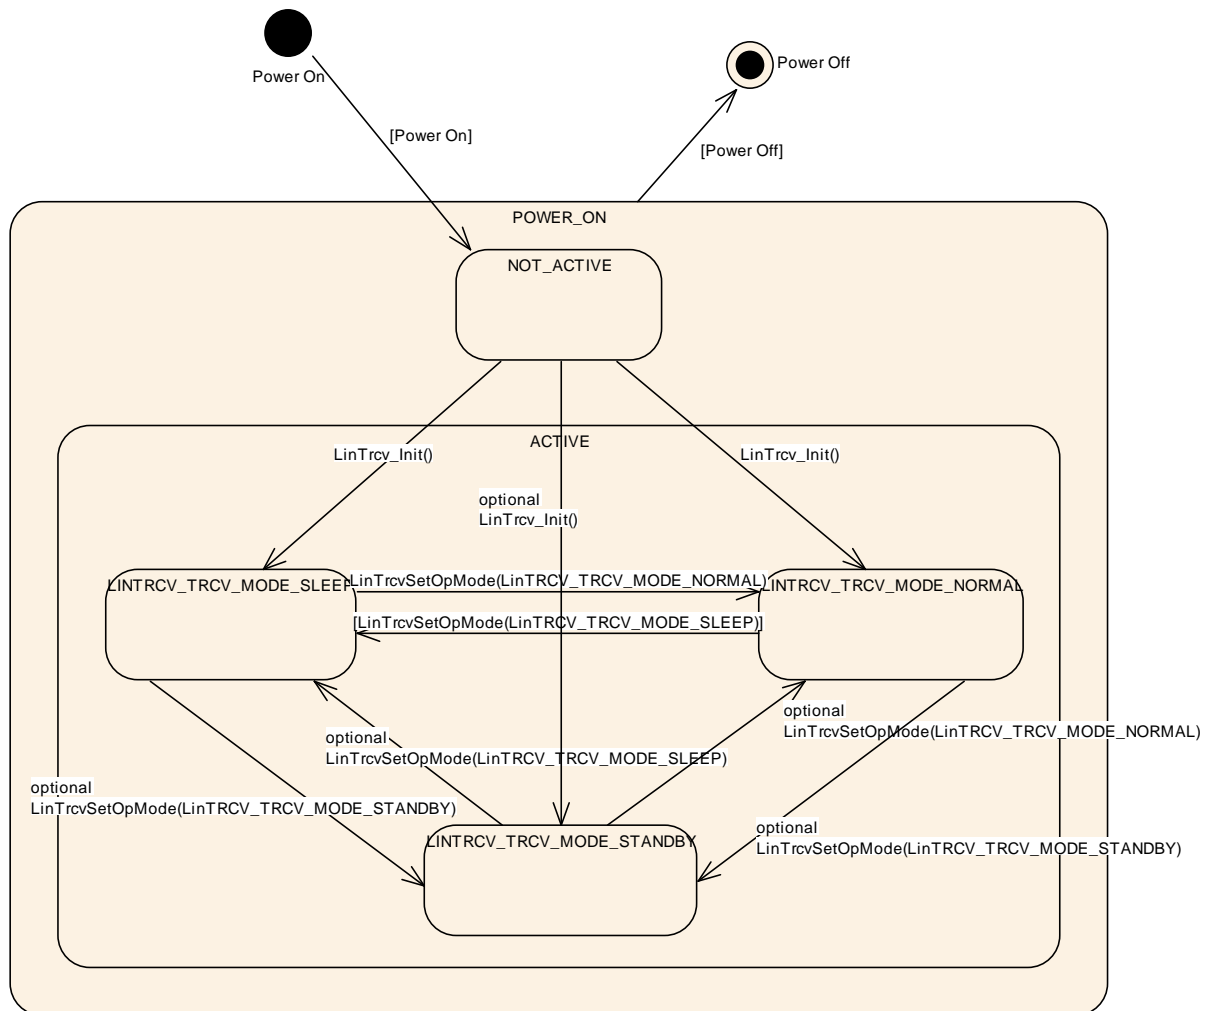 Power On
Power Off
[Power On]
[Power Off]
POWER_ON
NOT_ACTIVE
ACTIVE
LinTrcv_Init()
LinTrcv_Init()
optional
LinTrcv_Init()
LINTRCV_TRCV_MODE_SLEEP
LinTrcvSetOpMode(LinTRCV_TRCV_MODE_NORMAL)
LINTRCV_TRCV_MODE_NORMAL
[LinTrcvSetOpMode(LinTRCV_TRCV_MODE_SLEEP)]
optional
LinTrcvSetOpMode(LinTRCV_TRCV_MODE_NORMAL)
optional
LinTrcvSetOpMode(LinTRCV_TRCV_MODE_SLEEP)
optional
LinTrcvSetOpMode(LinTRCV_TRCV_MODE_STANDBY)
optional
LinTrcvSetOpMode(LinTRCV_TRCV_MODE_STANDBY)
LINTRCV_TRCV_MODE_STANDBY